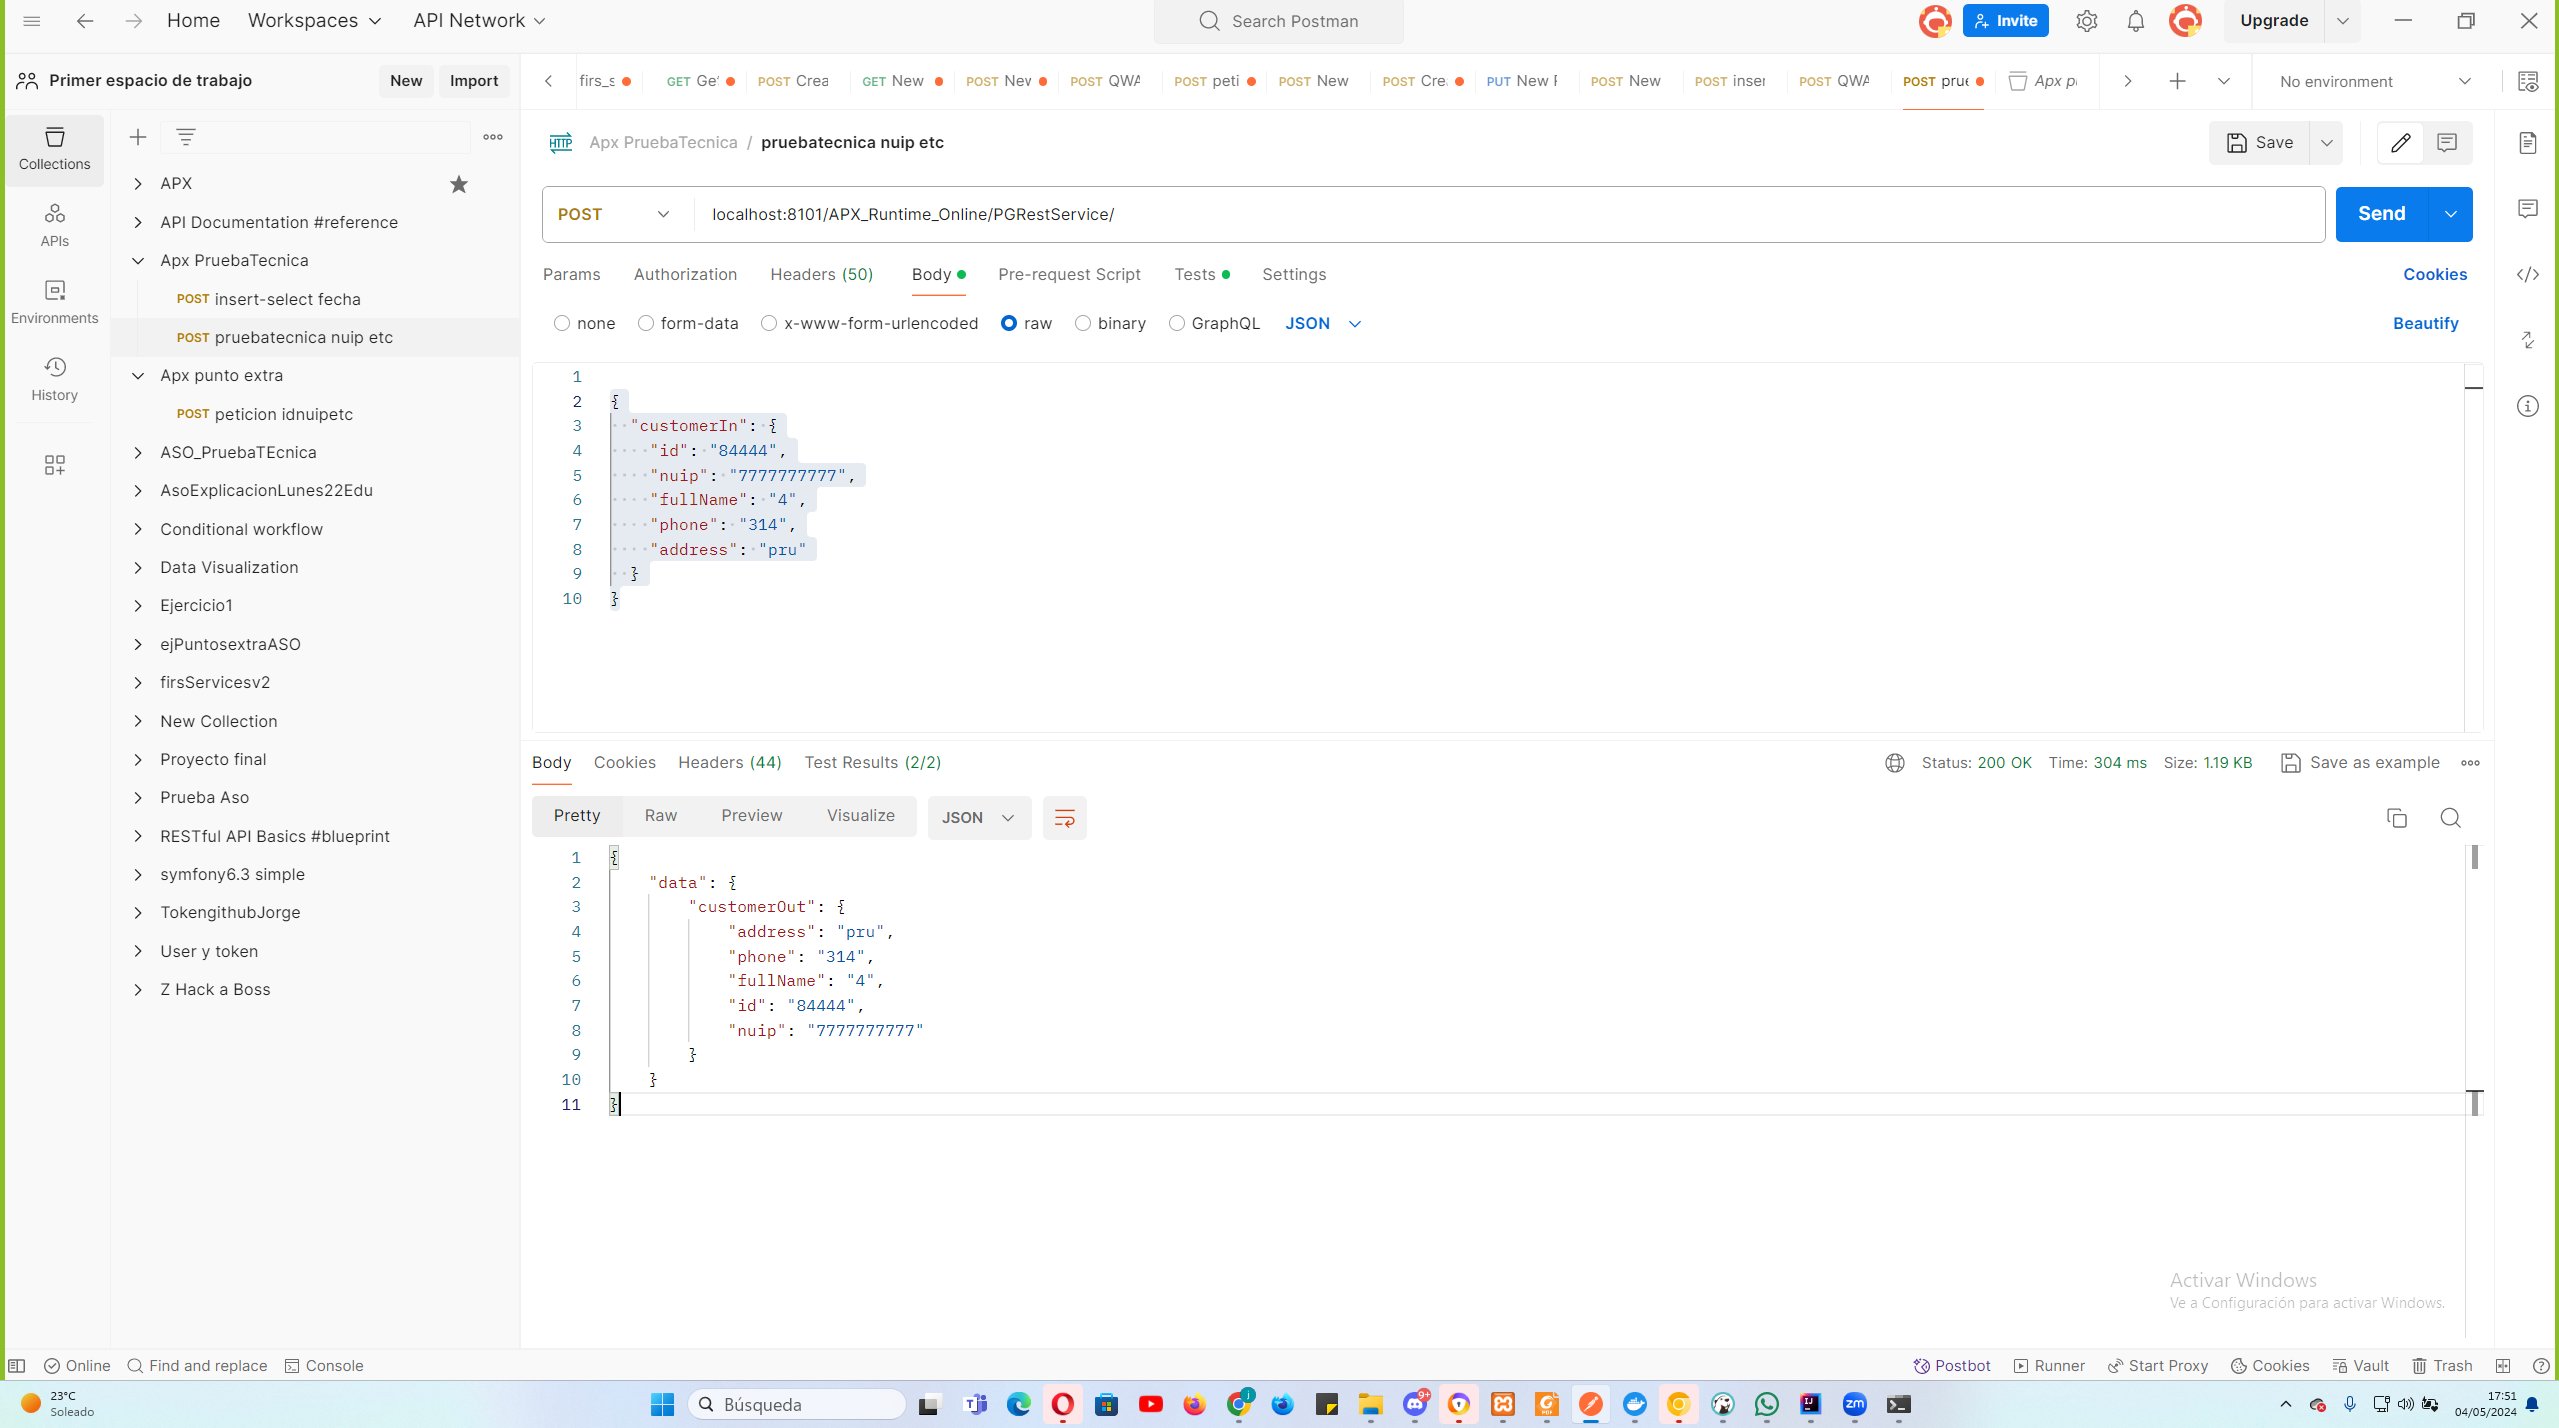 Home Workspaces API Network Search Postman Invite Upgrade
Primer espacio de trabajo New Import
firs_s GET Ge POST Crea GET New POST New POST QWA POST peti POST New POST Cre PUT New POST New POST inser POST QWA POST prue Apx p No environment
Collections
APIs
Environments
History
APX
API Documentation #reference
Apx PruebaTecnica
POST insert-select fecha
POST pruebatecnica nuip etc
Apx punto extra
POST peticion idnuipetc
ASO_PruebaTEcnica
AsoExplicacionLunes22Edu
Conditional workflow
Data Visualization
Ejercicio1
ejPuntosextraASO
firsServicesv2
New Collection
Proyecto final
Prueba Aso
RESTful API Basics #blueprint
symfony6.3 simple
TokengithubJorge
User y token
Z Hack a Boss
HTTP Apx PruebaTecnica / pruebatecnica nuip etc Save
POST localhost:8101/APX_Runtime_Online/PGRestService/ Send
Params Authorization Headers (50) Body Pre-request Script Tests Settings Cookies
none form-data x-www-form-urlencoded raw binary GraphQL JSON Beautify
1
2 {
3 "customerIn": {
4 "id": "84444",
5 "nuip": "7777777777",
6 "fullName": "4",
7 "phone": "314",
8 "address": "pru"
9 }
10 }
Body Cookies Headers (44) Test Results (2/2) Status: 200 OK Time: 304 ms Size: 1.19 KB Save as example
Pretty Raw Preview Visualize JSON
1 {
2 "data": {
3 "customerOut": {
4 "address": "pru",
5 "phone": "314",
6 "fullName": "4",
7 "id": "84444",
8 "nuip": "7777777777"
9 }
10 }
11 }
Activar Windows
Ve a Configuración para activar Windows.
Online Find and replace Console Postbot Runner Start Proxy Cookies Vault Trash
23°C
Soleado
Búsqueda
9+
zm
17:51
04/05/2024